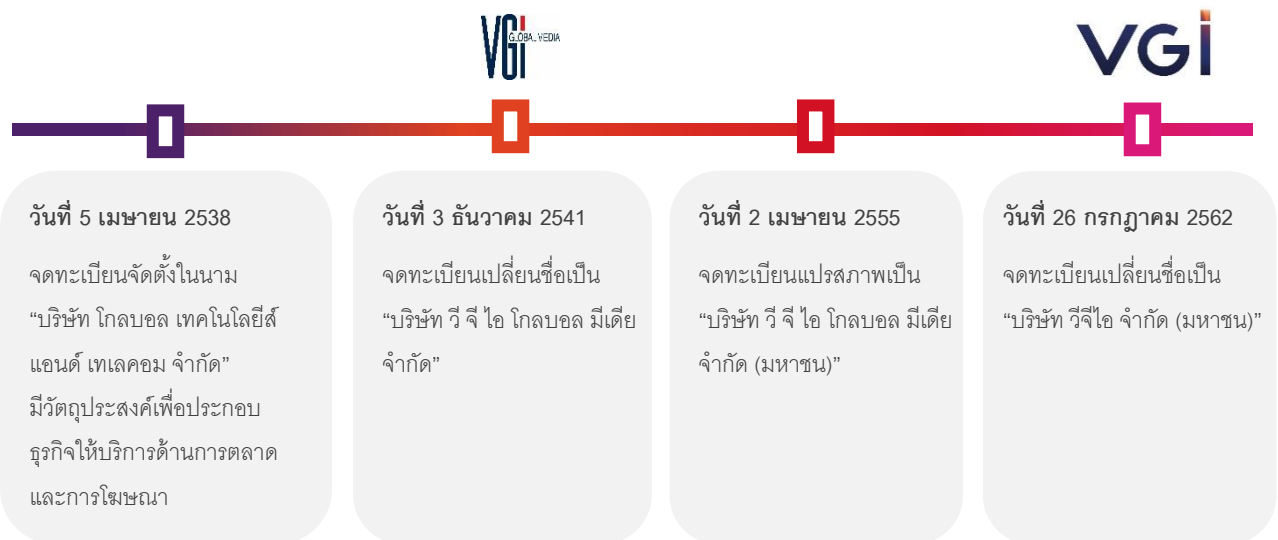 VGi GLOBAL MEDIA
VGi
วันที่ 5 เมษายน 2538
จดทะเบียนจัดตั้งในนาม
“บริษัท โกลบอล เทคโนโลยีส์
แอนด์ เทเลคอม จำกัด”
มีวัตถุประสงค์เพื่อประกอบ
ธุรกิจให้บริการด้านการตลาด
และการโฆษณา
วันที่ 3 ธันวาคม 2541
จดทะเบียนเปลี่ยนชื่อเป็น
“บริษัท วี จี ไอ โกลบอล มีเดีย
จำกัด”
วันที่ 2 เมษายน 2555
จดทะเบียนแปรสภาพเป็น
“บริษัท วี จี ไอ โกลบอล มีเดีย
จำกัด (มหาชน)”
วันที่ 26 กรกฎาคม 2562
จดทะเบียนเปลี่ยนชื่อเป็น
“บริษัท วีจีไอ จำกัด (มหาชน)”